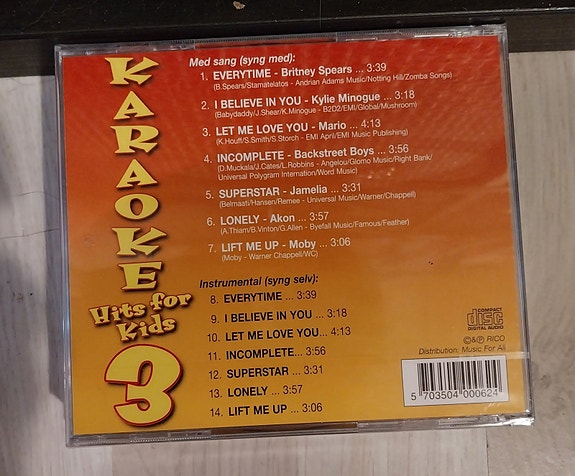 KARAOKE
Hits for
Kids
3
Med sang (syng med):
1. EVERYTIME - Britney Spears ... 3:39
(B.Spears/Stamatelatos - Andrian Adams Music/Notting Hill/Zomba Songs)
2. I BELIEVE IN YOU - Kylie Minogue ... 3:18
(Babydaddy/J.Shear/K.Minogue - B2D2/EMI/Global/Mushroom)
3. LET ME LOVE YOU - Mario ... 4:13
(K.Houff/S.Smith/S.Storch - EMI April/EMI Music Publishing)
4. INCOMPLETE - Backstreet Boys ... 3:56
(D.Muckala/J.Cates/L.Robbins - Angelou/Glomo Music/Right Bank/
Universal Polygram Internation/Word Music)
5. SUPERSTAR - Jamelia ... 3:31
(Belmaati/Hansen/Remee - Universal Music/Warner/Chappell)
6. LONELY - Akon ... 3:57
(A.Thiam/B.Vinton/G.Allen - Byefall Music/Famous/Feather)
7. LIFT ME UP - Moby ... 3:06
(Moby - Warner Chappell/WC)
Instrumental (syng selv):
8. EVERYTIME ... 3:39
9. I BELIEVE IN YOU ... 3:18
10. LET ME LOVE YOU... 4:13
11. INCOMPLETE... 3:56
12. SUPERSTAR ... 3:31
13. LONELY ... 3:57
14. LIFT ME UP ... 3:06
COMPACT
disc
DIGITAL AUDIO
©&℗ RICO
Distribution: Music For All
5 703504 000624